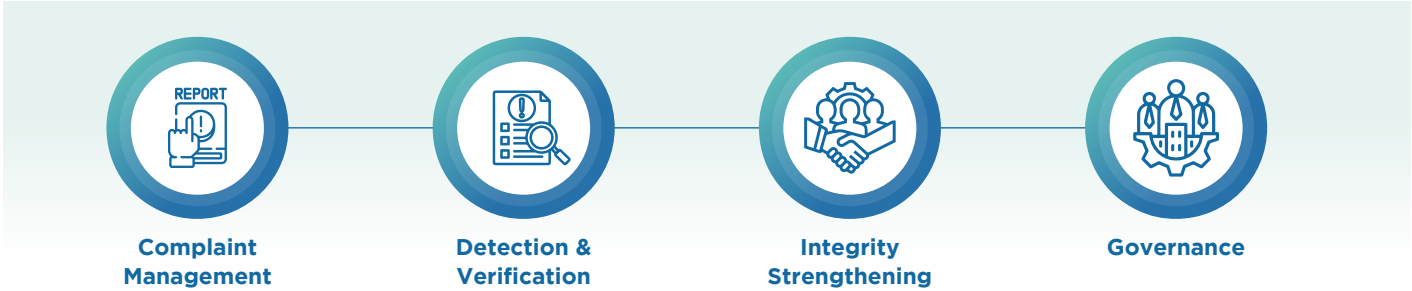 REPORT
Complaint
Management
Detection &
Verification
Integrity
Strengthening
Governance